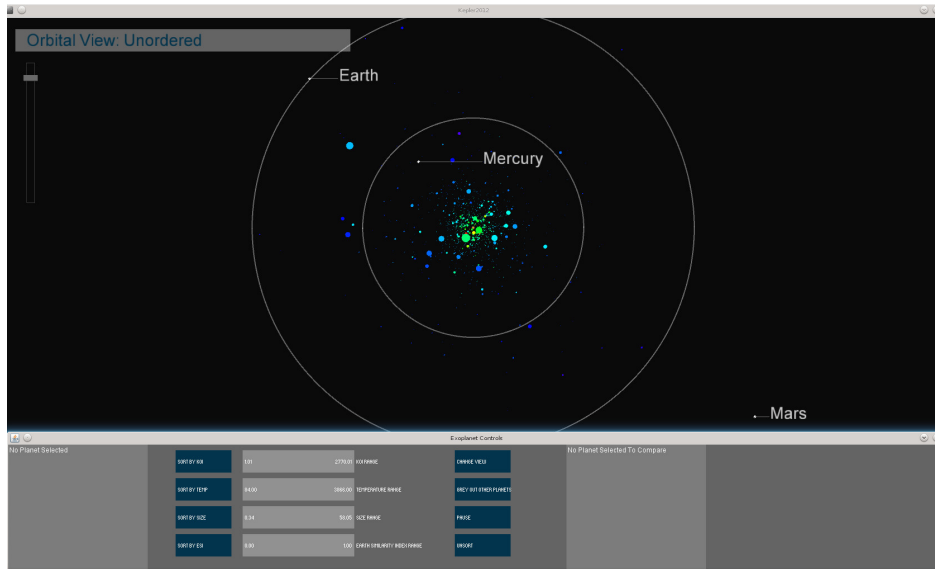 Kepler2012
Orbital View: Unordered
Earth
Mercury
Mars
Exoplanet Controls
No Planet Selected
SORT BY KOI
1.01
2770.01
KOI RANGE
CHANGE VIEW
No Planet Selected To Compare
SORT BY TEMP
TEMPERATURE RANGE
GREY OUT OTHER PLANETS
SORT BY SIZE
SIZE RANGE
PAUSE
SORT BY ESI
1.00
EARTH SIMILARITY INDEX RANGE
UNSORT